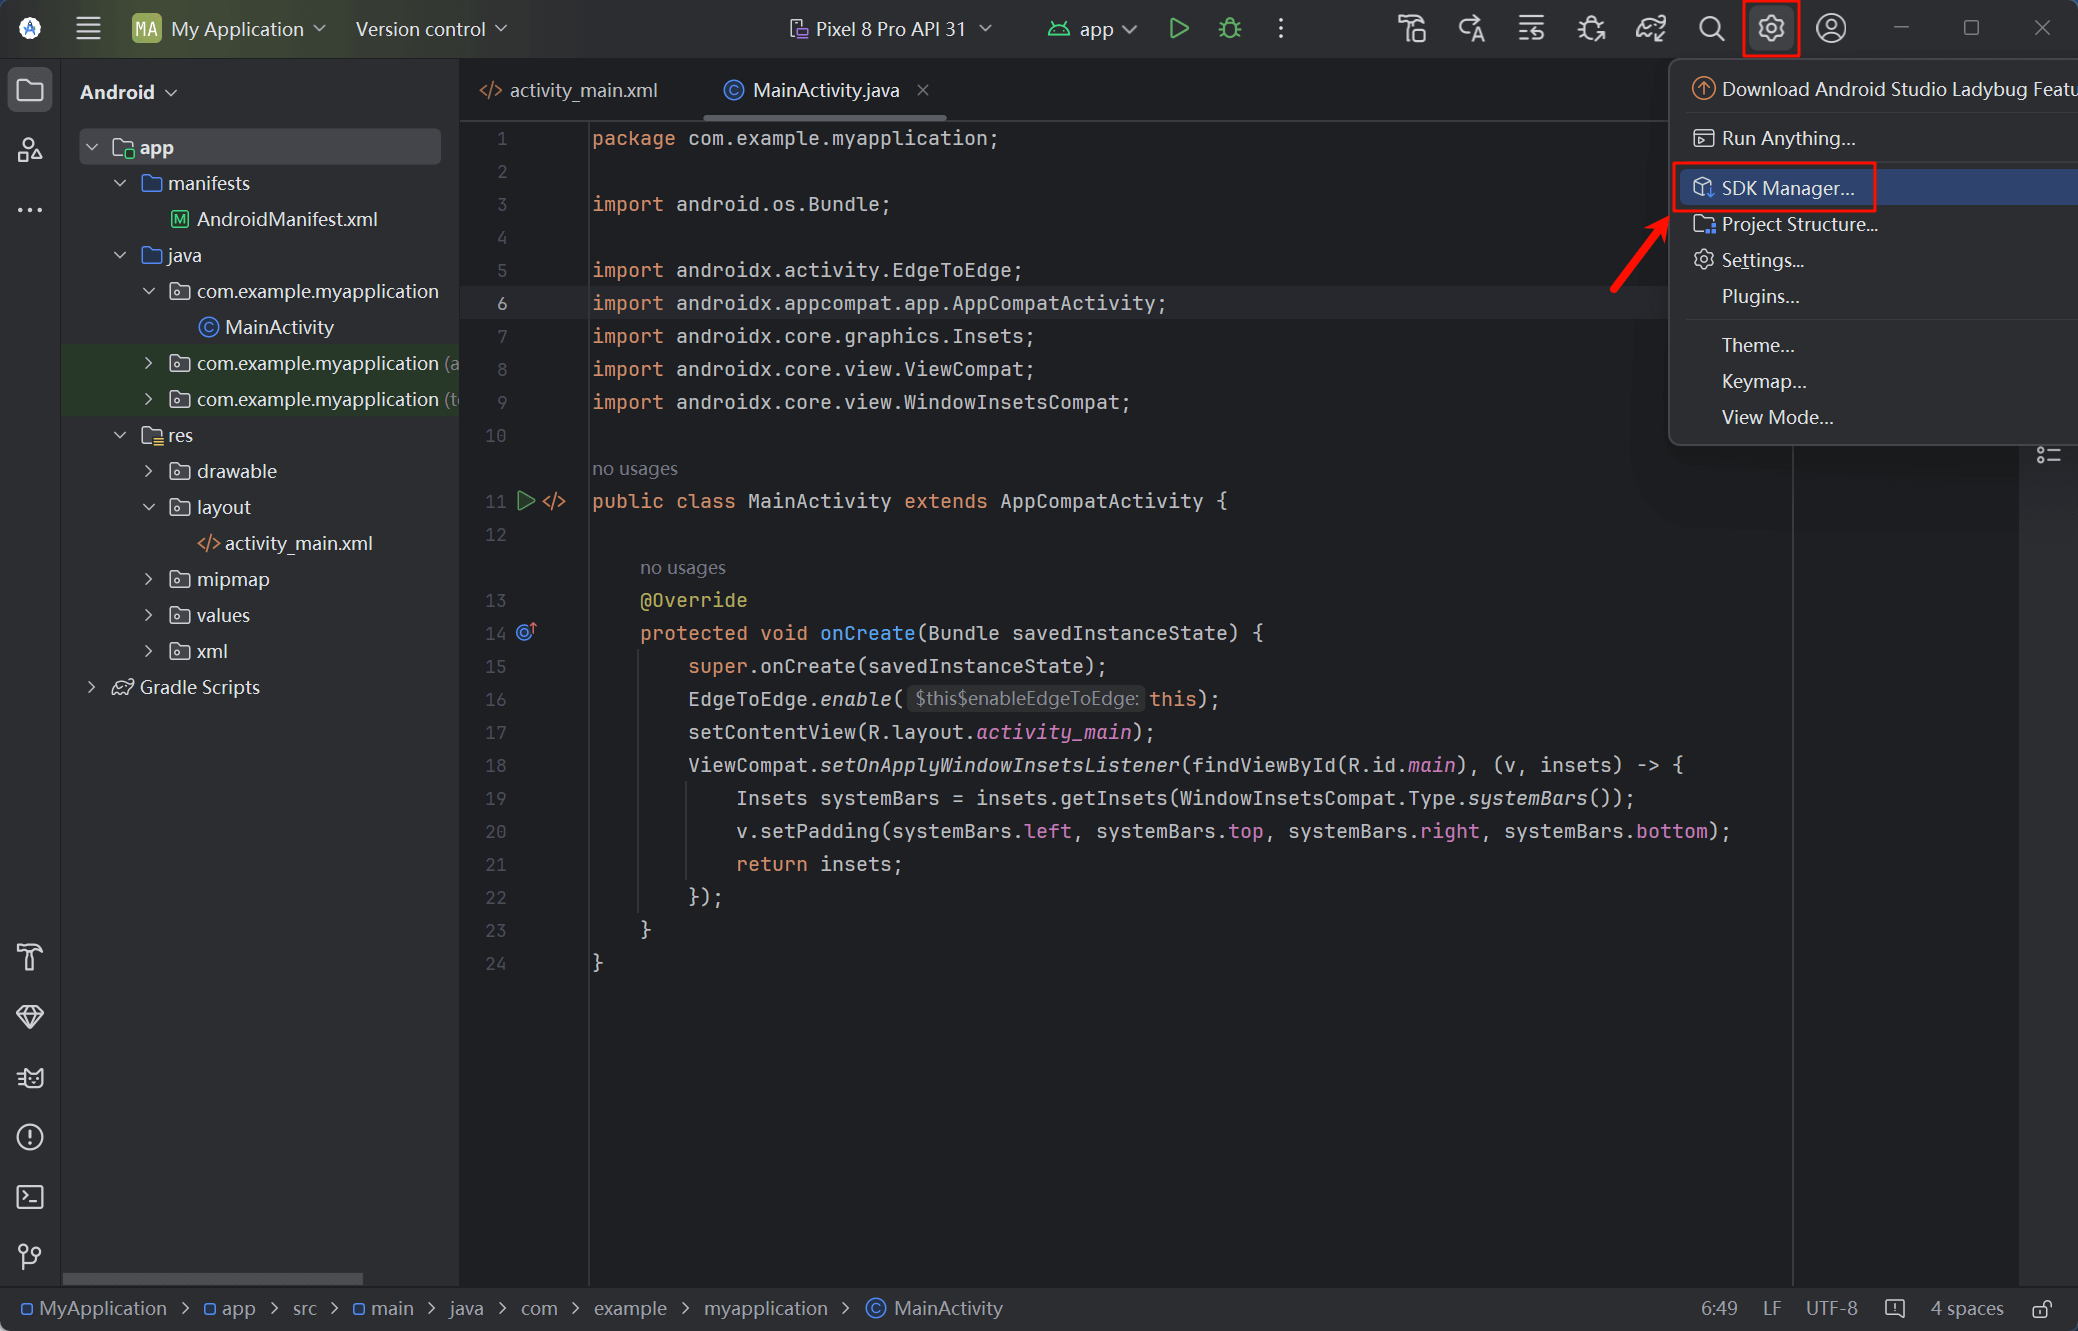 MA My Application Version control Pixel 8 Pro API 31 app
Android
app
manifests
AndroidManifest.xml
java
com.example.myapplication
MainActivity
com.example.myapplication (a
com.example.myapplication (te
res
drawable
layout
activity_main.xml
mipmap
values
xml
Gradle Scripts
activity_main.xml MainActivity.java
1 package com.example.myapplication;
2
3 import android.os.Bundle;
4
5 import androidx.activity.EdgeToEdge;
6 import androidx.appcompat.app.AppCompatActivity;
7 import androidx.core.graphics.Insets;
8 import androidx.core.view.ViewCompat;
9 import androidx.core.view.WindowInsetsCompat;
10
no usages
11 public class MainActivity extends AppCompatActivity {
12
no usages
13 @Override
14 protected void onCreate(Bundle savedInstanceState) {
15 super.onCreate(savedInstanceState);
16 EdgeToEdge.enable( $this$enableEdgeToEdge: this);
17 setContentView(R.layout.activity_main);
18 ViewCompat.setOnApplyWindowInsetsListener(findViewById(R.id.main), (v, insets) -> {
19 Insets systemBars = insets.getInsets(WindowInsetsCompat.Type.systemBars());
20 v.setPadding(systemBars.left, systemBars.top, systemBars.right, systemBars.bottom);
21 return insets;
22 });
23 }
24 }
Download Android Studio Ladybug Featu
Run Anything...
SDK Manager...
Project Structure...
Settings...
Plugins...
Theme...
Keymap...
View Mode...
MyApplication > app > src > main > java > com > example > myapplication > MainActivity
6:49 LF UTF-8 4 spaces